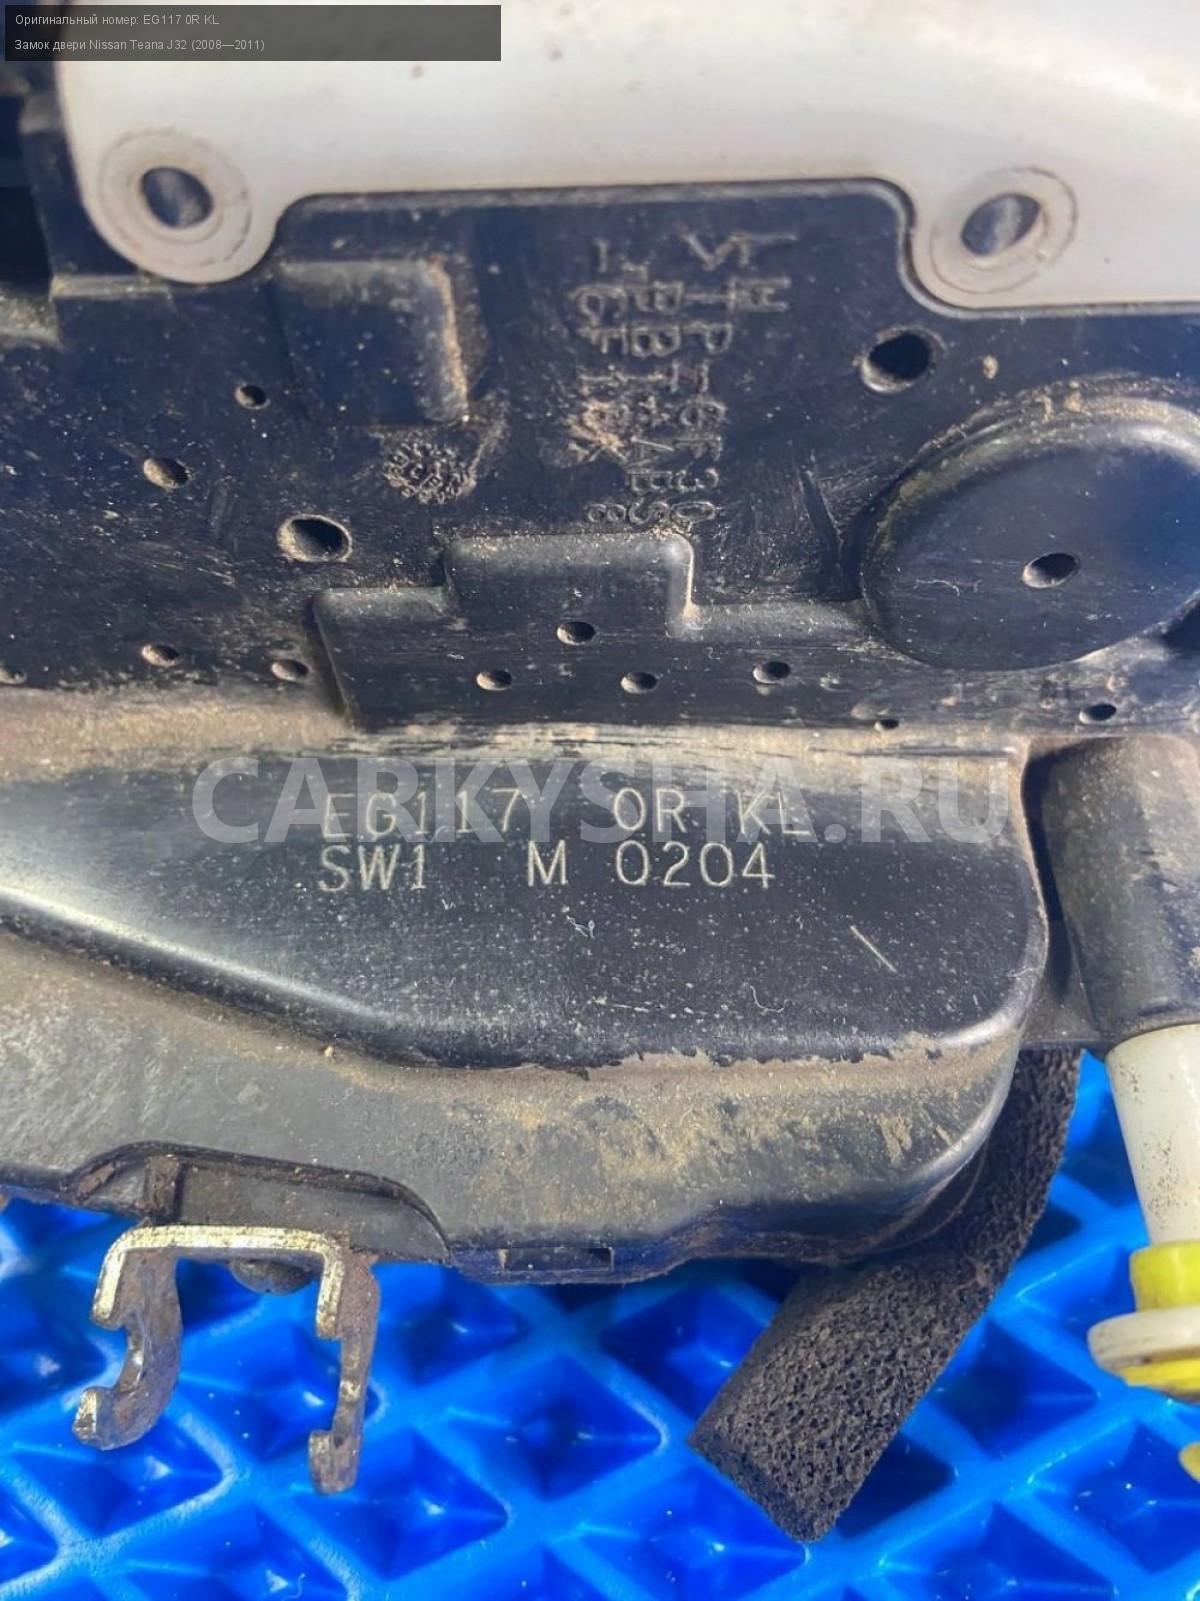 Оригинальный номер: EG117 0R KL
Замок двери Nissan Teana J32 (2008—2011)
CARKYSHA.RU
EG117 0R KL
SW1 M 0204